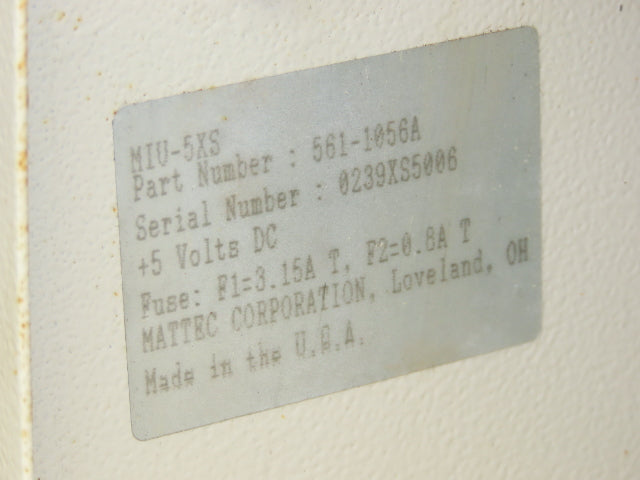 MIU-5XS
Part Number : 561-1056A
Serial Number : 0239XS5006
+5 Volts DC
Fuse: F1=3.15A T, F2=0.8A T
MATTEC CORPORATION, Loveland, OH
Made in the U.S.A.